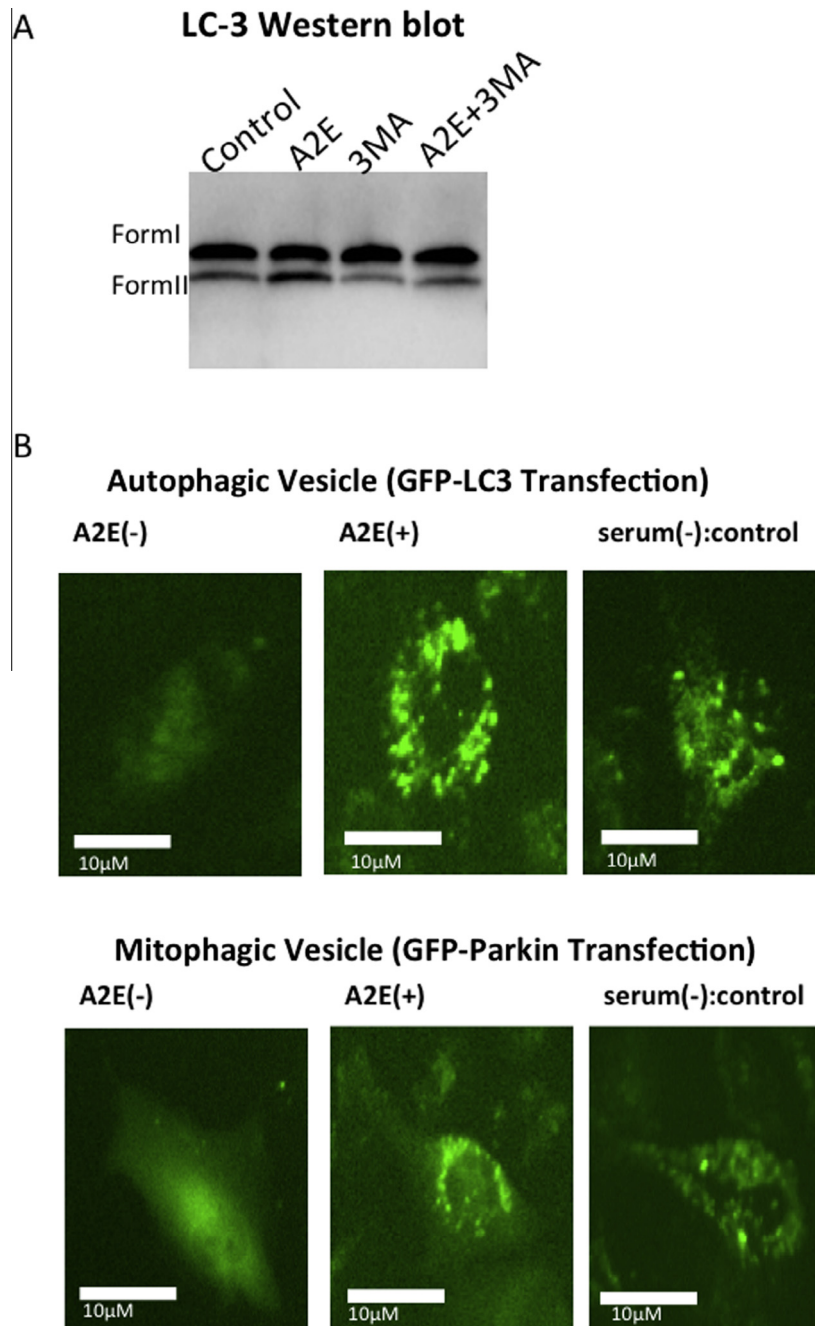 A
LC-3 Western blot
Control A2E 3MA A2E+3MA
FormI
FormII
B
Autophagic Vesicle (GFP-LC3 Transfection)
A2E(-) A2E(+) serum(-):control
10μM 10μM 10μM
Mitophagic Vesicle (GFP-Parkin Transfection)
A2E(-) A2E(+) serum(-):control
10μM 10μM 10μM